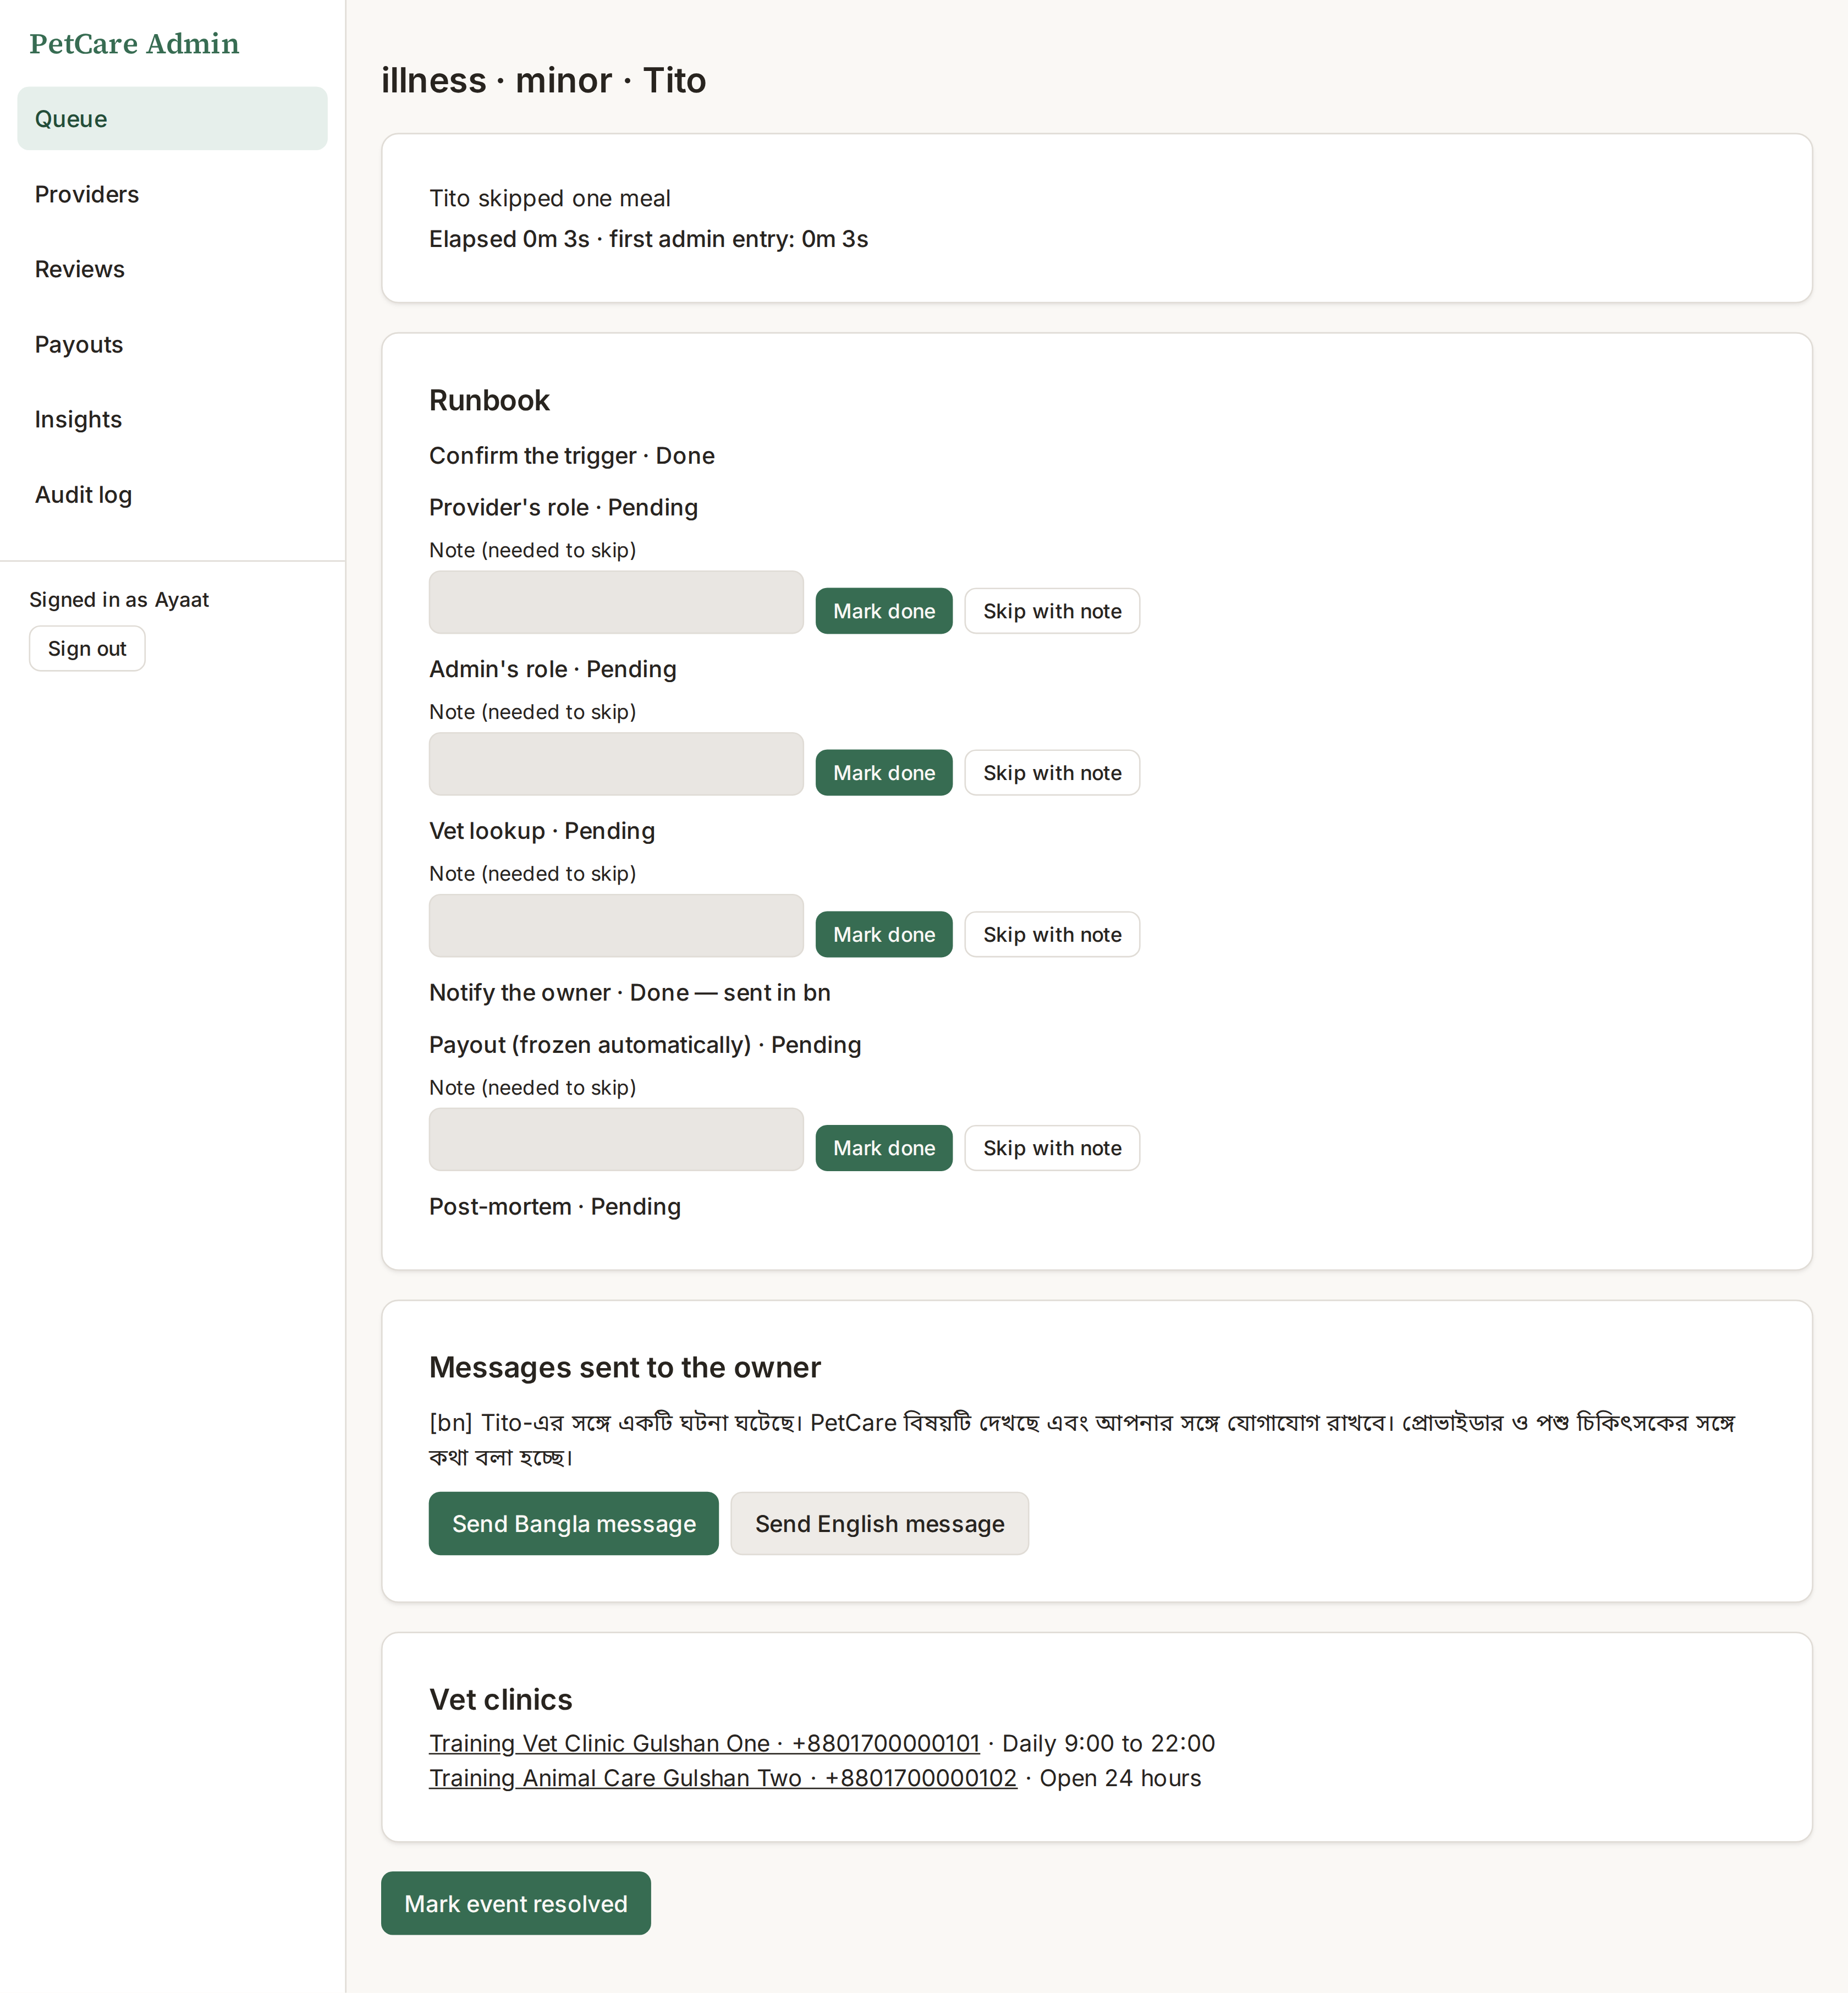 PetCare Admin
Queue
Providers
Reviews
Payouts
Insights
Audit log
Signed in as Ayaat
Sign out
illness · minor · Tito
Tito skipped one meal
Elapsed 0m 3s · first admin entry: 0m 3s
Runbook
Confirm the trigger · Done
Provider's role · Pending
Note (needed to skip)
Mark done Skip with note
Admin's role · Pending
Note (needed to skip)
Mark done Skip with note
Vet lookup · Pending
Note (needed to skip)
Mark done Skip with note
Notify the owner · Done — sent in bn
Payout (frozen automatically) · Pending
Note (needed to skip)
Mark done Skip with note
Post-mortem · Pending
Messages sent to the owner
[bn] Tito-এর সঙ্গে একটি ঘটনা ঘটেছে। PetCare বিষয়টি দেখছে এবং আপনার সঙ্গে যোগাযোগ রাখবে। প্রোভাইডার ও পশু চিকিৎসকের সঙ্গে
কথা বলা হচ্ছে।
Send Bangla message Send English message
Vet clinics
Training Vet Clinic Gulshan One · +8801700000101 · Daily 9:00 to 22:00
Training Animal Care Gulshan Two · +8801700000102 · Open 24 hours
Mark event resolved